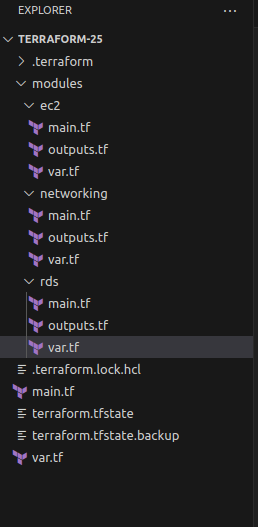 EXPLORER ...
TERRAFORM-25
.terraform
modules
ec2
main.tf
outputs.tf
var.tf
networking
main.tf
outputs.tf
var.tf
rds
main.tf
outputs.tf
var.tf
.terraform.lock.hcl
main.tf
terraform.tfstate
terraform.tfstate.backup
var.tf